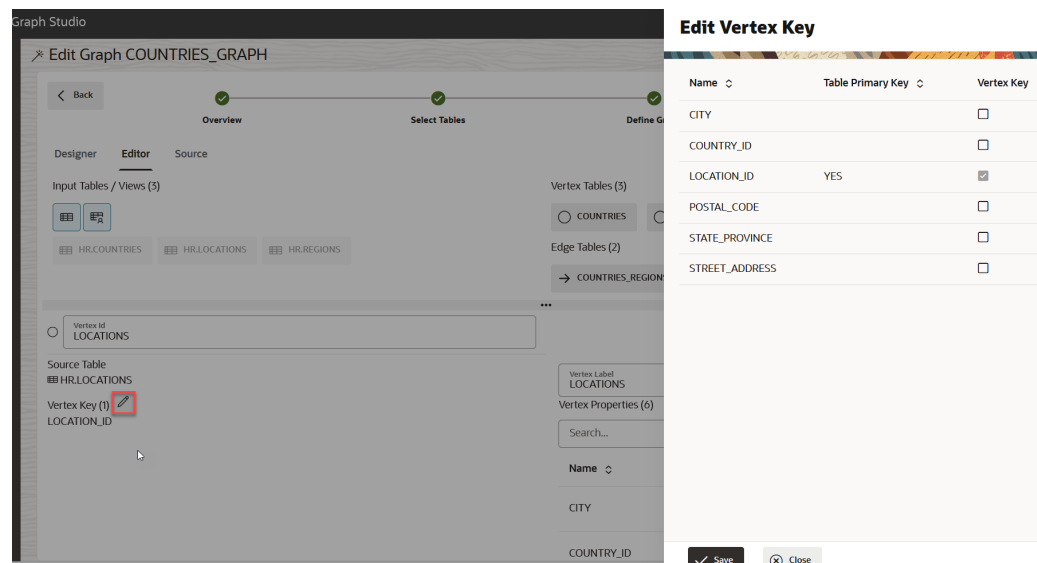 Graph Studio
Edit Graph COUNTRIES_GRAPH
Back
Overview
Select Tables
Define G
Designer Editor Source
Input Tables / Views (3)
HR.COUNTRIES HR.LOCATIONS HR.REGIONS
Vertex Tables (3)
COUNTRIES
Edge Tables (2)
COUNTRIES_REGIONS
Vertex Id
LOCATIONS
Source Table
HR.LOCATIONS
Vertex Key (1)
LOCATION_ID
Vertex Label
LOCATIONS
Vertex Properties (6)
Search...
Name
CITY
COUNTRY_ID
Edit Vertex Key
Name Table Primary Key Vertex Key
CITY
COUNTRY_ID
LOCATION_ID YES
POSTAL_CODE
STATE_PROVINCE
STREET_ADDRESS
Save Close